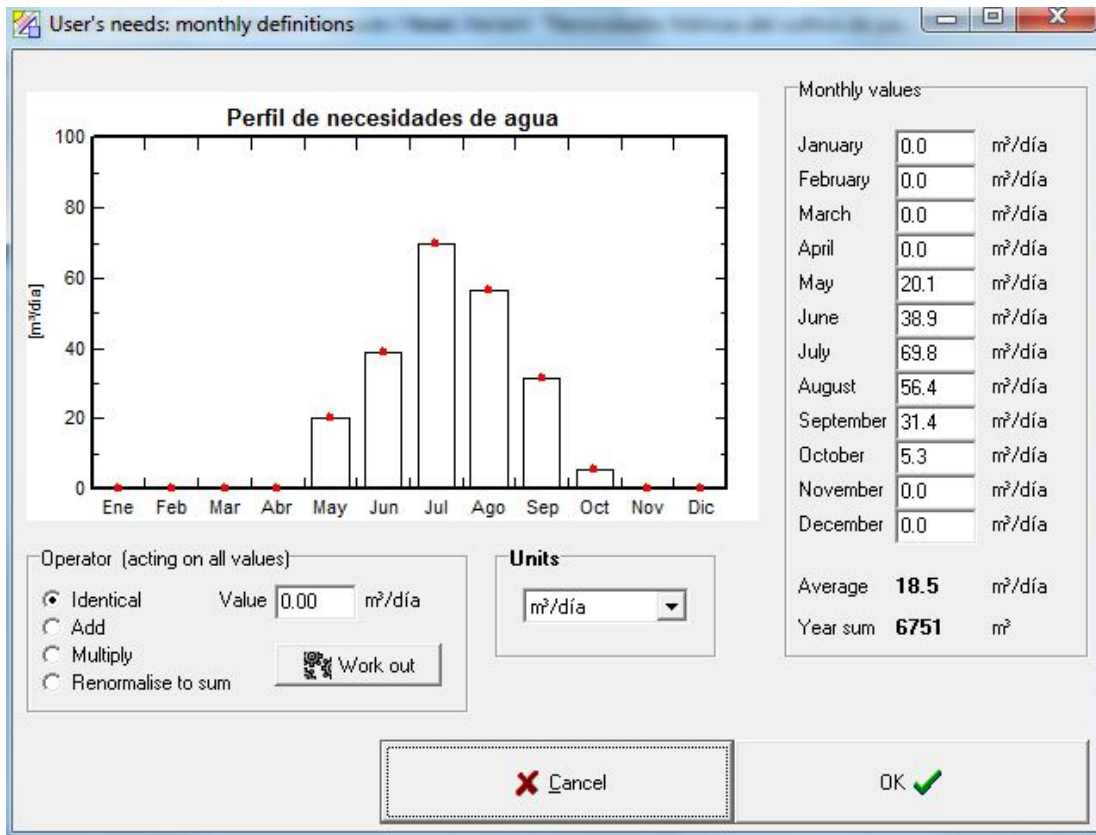 User's needs: monthly definitions
Perfil de necesidades de agua
100
80
60
40
20
0
[m³/día]
Ene Feb Mar Abr May Jun Jul Ago Sep Oct Nov Dic
Monthly values
January 0.0 m³/día
February 0.0 m³/día
March 0.0 m³/día
April 0.0 m³/día
May 20.1 m³/día
June 38.9 m³/día
July 69.8 m³/día
August 56.4 m³/día
September 31.4 m³/día
October 5.3 m³/día
November 0.0 m³/día
December 0.0 m³/día
Average 18.5 m³/día
Year sum 6751 m³
Operator (acting on all values)
Identical Value 0.00 m³/día
Add
Multiply
Renormalise to sum
Work out
Units
m³/día
Cancel
OK